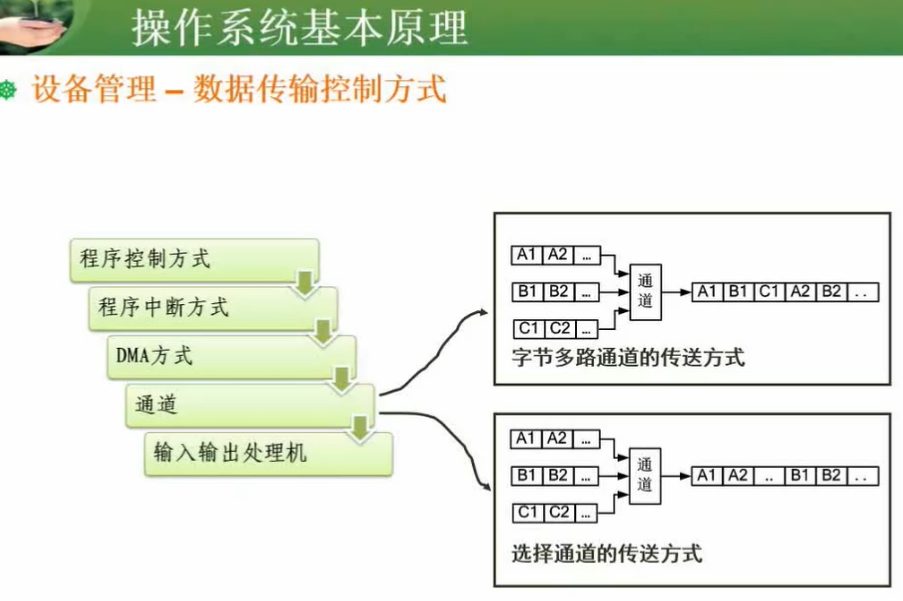 操作系统基本原理
设备管理 – 数据传输控制方式
程序控制方式
程序中断方式
DMA方式
通道
输入输出处理机
A1 A2 ...
B1 B2 ...
C1 C2 ...
通道
A1 B1 C1 A2 B2 ..
字节多路通道的传送方式
A1 A2 ...
B1 B2 ...
C1 C2 ...
通道
A1 A2 .. B1 B2 ..
选择通道的传送方式